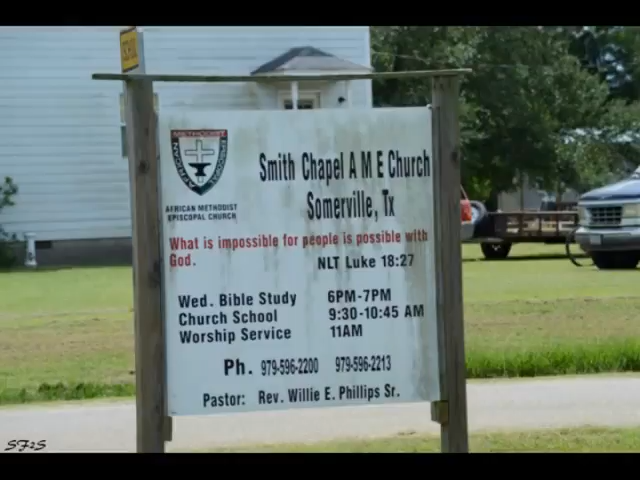 Smith Chapel A M E Church
Somerville, Tx
AFRICAN METHODIST
EPISCOPAL CHURCH
What is impossible for people is possible with
God.
NLT Luke 18:27
Wed. Bible Study 6PM-7PM
Church School 9:30-10:45 AM
Worship Service 11AM
Ph. 979-596-2200 979-596-2213
Pastor: Rev. Willie E. Phillips Sr.